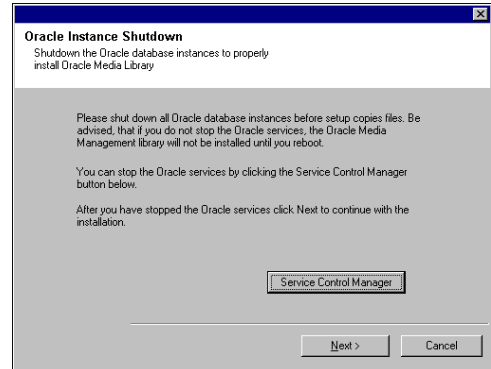 Oracle Instance Shutdown
Shutdown the Oracle database instances to properly
install Oracle Media Library
Please shut down all Oracle database instances before setup copies files. Be
advised, that if you do not stop the Oracle services, the Oracle Media
Management library will not be installed until you reboot.
You can stop the Oracle services by clicking the Service Control Manager
button below.
After you have stopped the Oracle services click Next to continue with the
installation.
Service Control Manager
Next >
Cancel